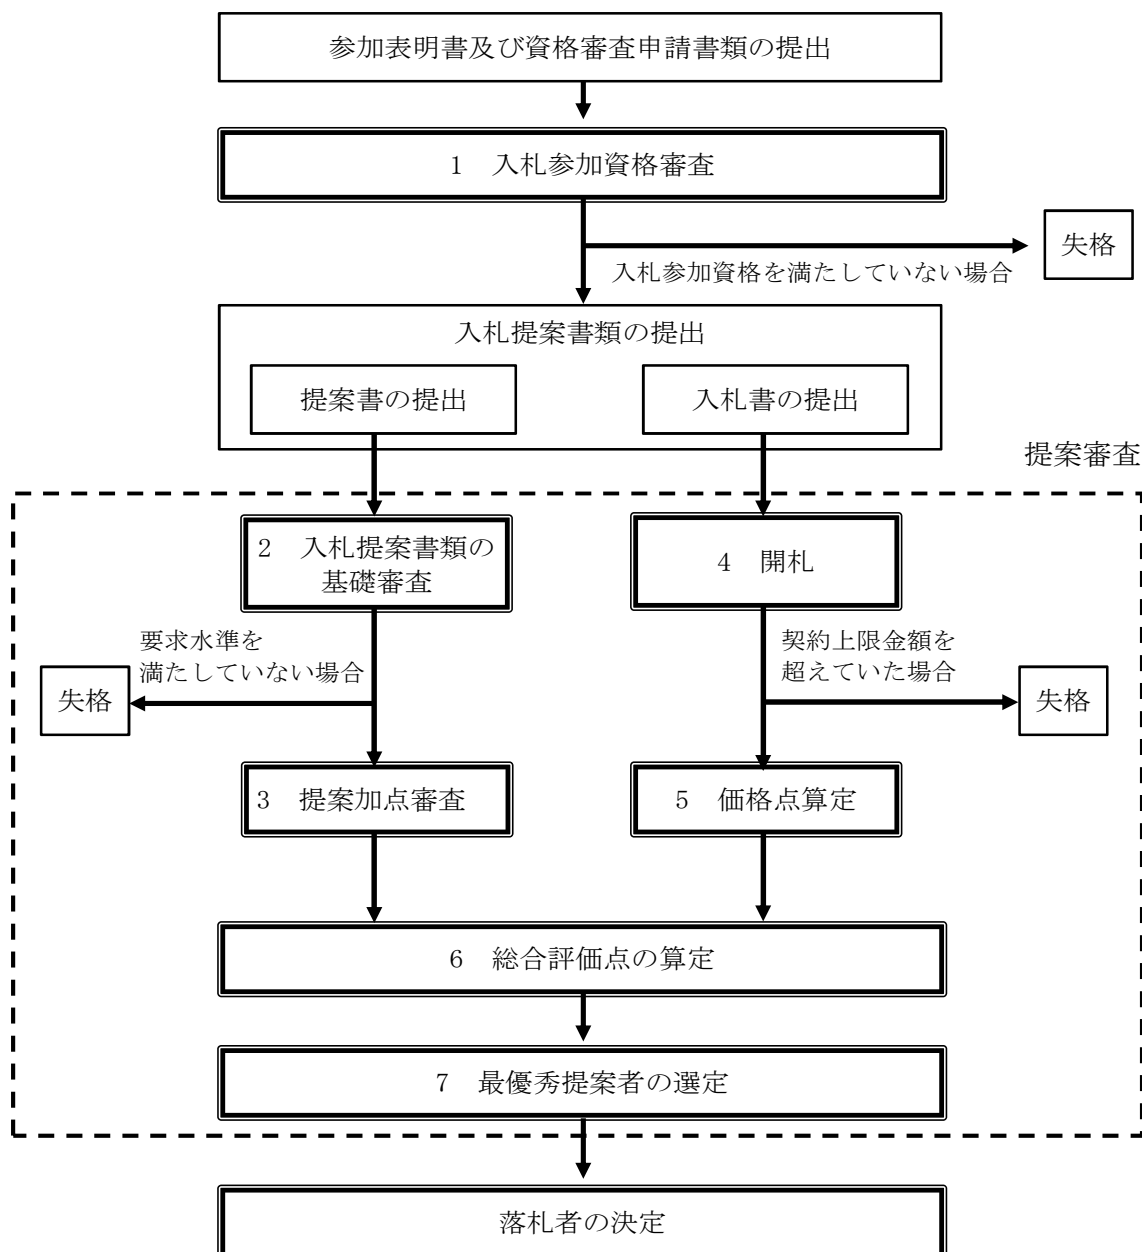 参加表明書及び資格審査申請書類の提出
1　入札参加資格審査
失格
入札参加資格を満たしていない場合
入札提案書類の提出
提案書の提出
入札書の提出
提案審査
2　入札提案書類の
基礎審査
4　開札
要求水準を
満たしていない場合
失格
契約上限金額を
超えていた場合
失格
3　提案加点審査
5　価格点算定
6　総合評価点の算定
7　最優秀提案者の選定
落札者の決定